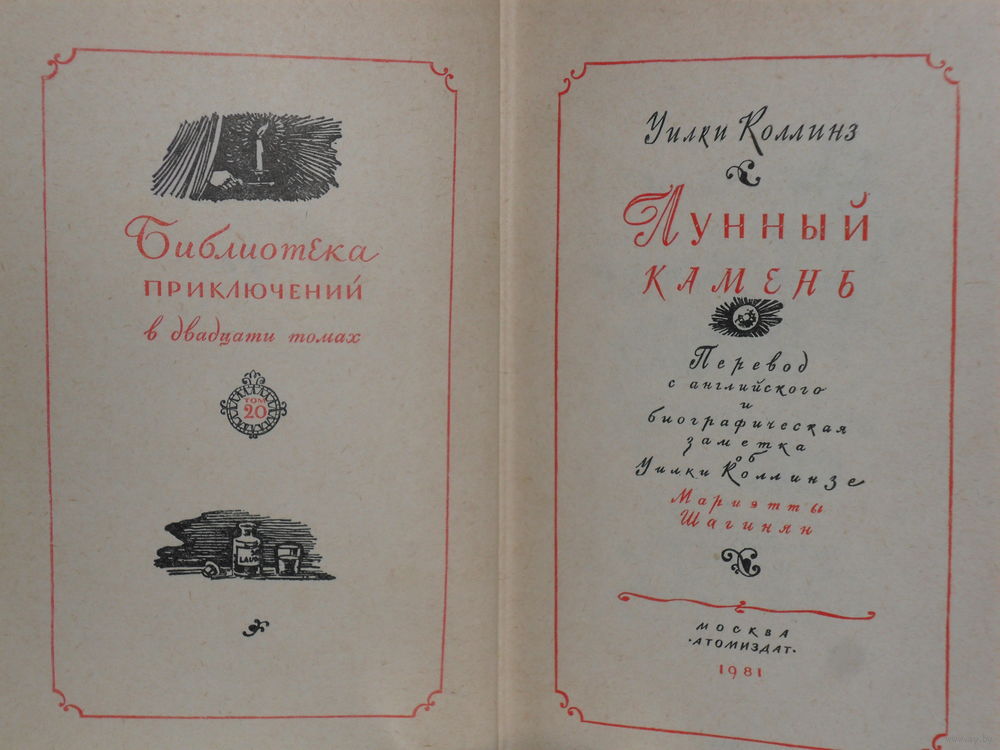 Библиотека
ПРИКЛЮЧЕНИЙ
в двадцати томах
ТОМ
20
LAUD
Уилки Коллинз
Лунный
камень
Перевод
с английского
и
биографическая
заметка
об
Уилки Коллинзе
Мариэтты
Шагинян
МОСКВА
·АТОМИЗДАТ·
1981